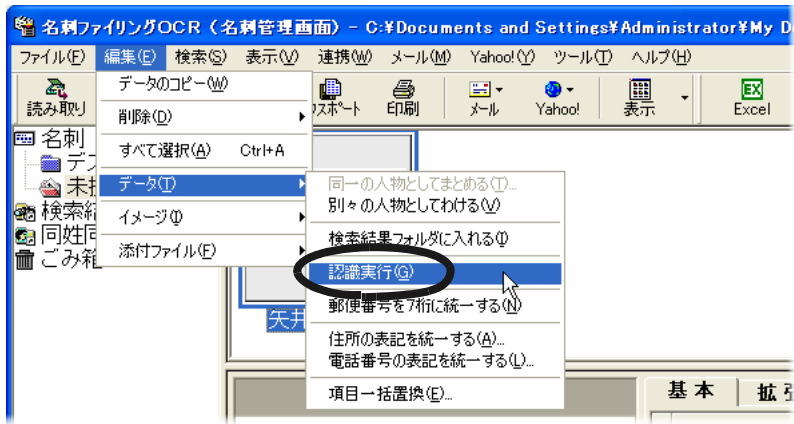 名刺ファイリングOCR（名刺管理画面）- C:¥Documents and Settings¥Administrator¥My D
ファイル(F) 編集(E) 検索(S) 表示(V) 連携(W) メール(M) Yahoo!(Y) ツール(T) ヘルプ(H)
読み取り クスポート 印刷 メール Yahoo! 表示 Excel
データのコピー(W)
削除(D)
すべて選択(A) Ctrl+A
データ(T)
イメージ(I)
添付ファイル(F)
名刺
デフ
未
検索結
同姓同
ごみ箱
同一の人物としてまとめる(T)...
別々の人物としてわける(V)
検索結果フォルダに入れる(I)
認識実行(G)
郵便番号を7桁に統一する(N)
住所の表記を統一する(A)...
電話番号の表記を統一する(L)...
項目一括置換(E)...
矢井
基本 拡張